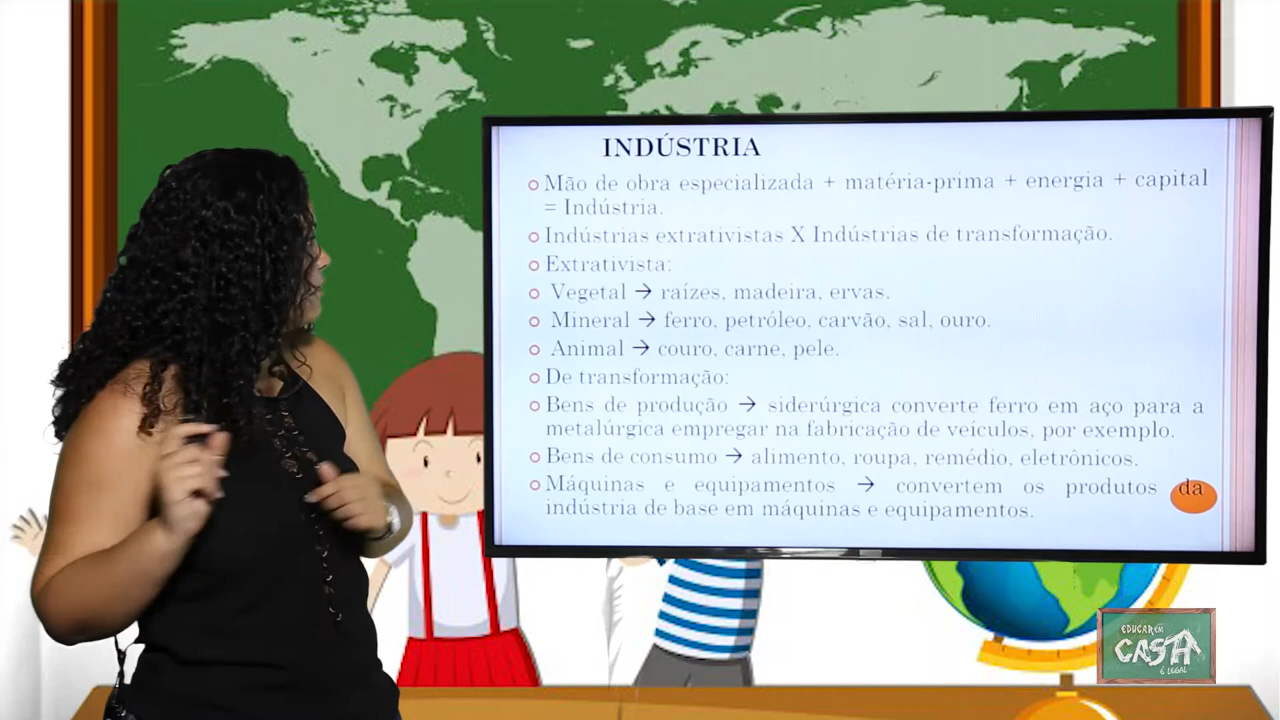 INDÚSTRIA
Mão de obra especializada + matéria-prima + energia + capital
= Indústria.
Indústrias extrativistas X Indústrias de transformação.
Extrativista:
Vegetal → raízes, madeira, ervas.
Mineral → ferro, petróleo, carvão, sal, ouro.
Animal → couro, carne, pele.
De transformação:
Bens de produção → siderúrgica converte ferro em aço para a
metalúrgica empregar na fabricação de veículos, por exemplo.
Bens de consumo → alimento, roupa, remédio, eletrônicos.
Máquinas e equipamentos → convertem os produtos da
indústria de base em máquinas e equipamentos.
EDUCAR EM
CASA
É LEGAL